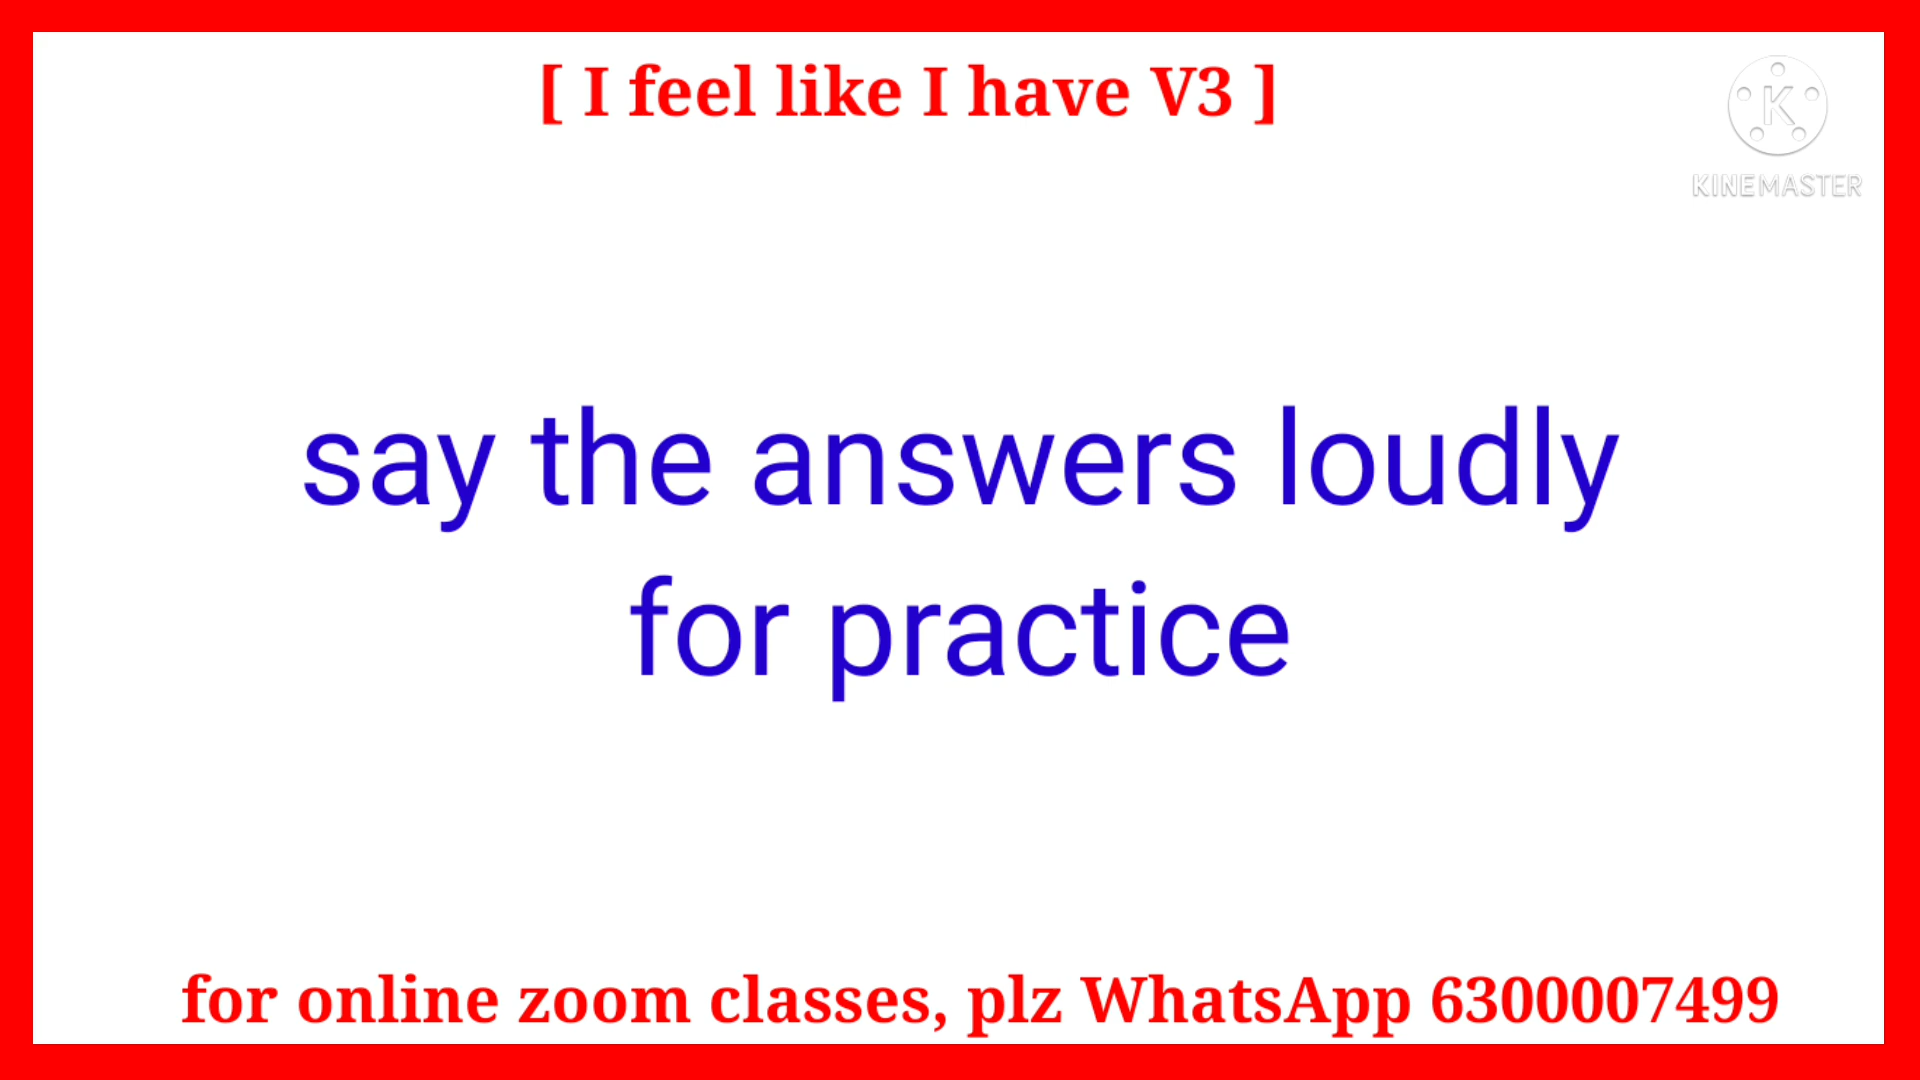 [ I feel like I have V3 ]
KINEMASTER
say the answers loudly
for practice
for online zoom classes, plz WhatsApp 6300007499